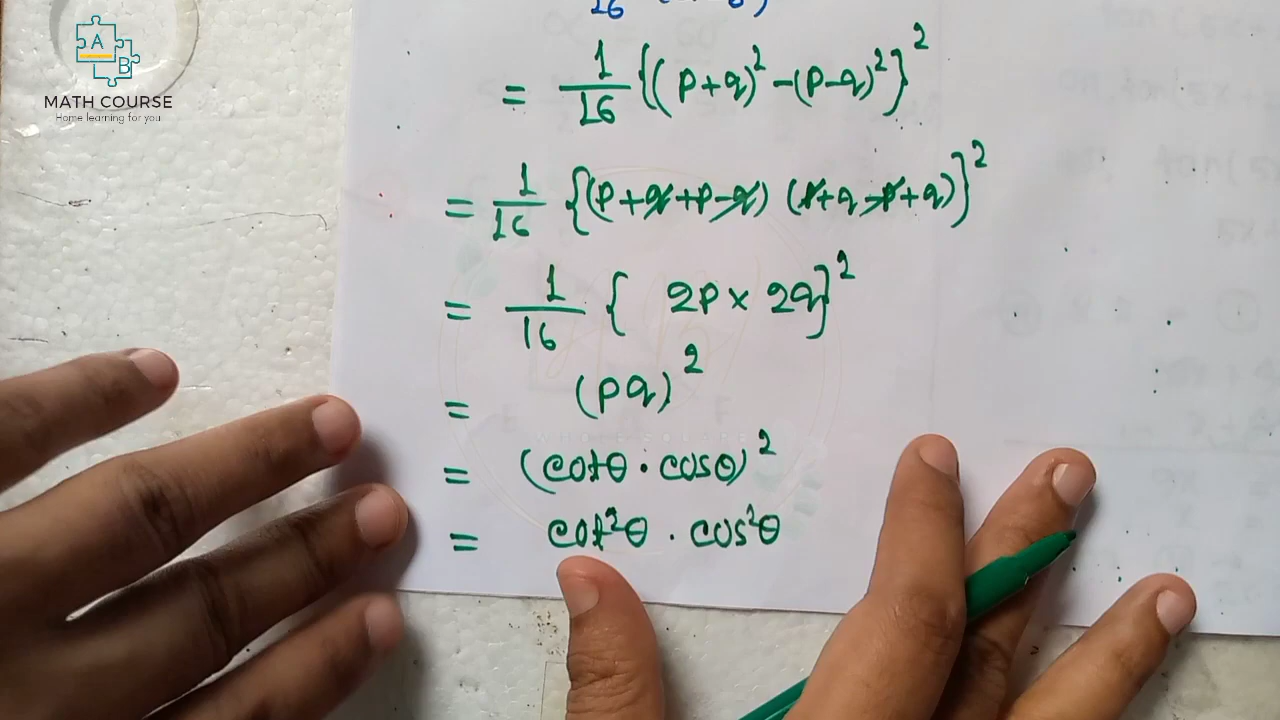 A
B
MATH COURSE
Home learning for you
16
= 1/16 {(p+q)² -(p-q)²}²
= 1/16 {(p+q+p-q) (p+q-p+q)}²
= 1/16 { 2p × 2q}²
= (pq)²
= (cotθ · cosθ)²
= cot²θ · cos²θ